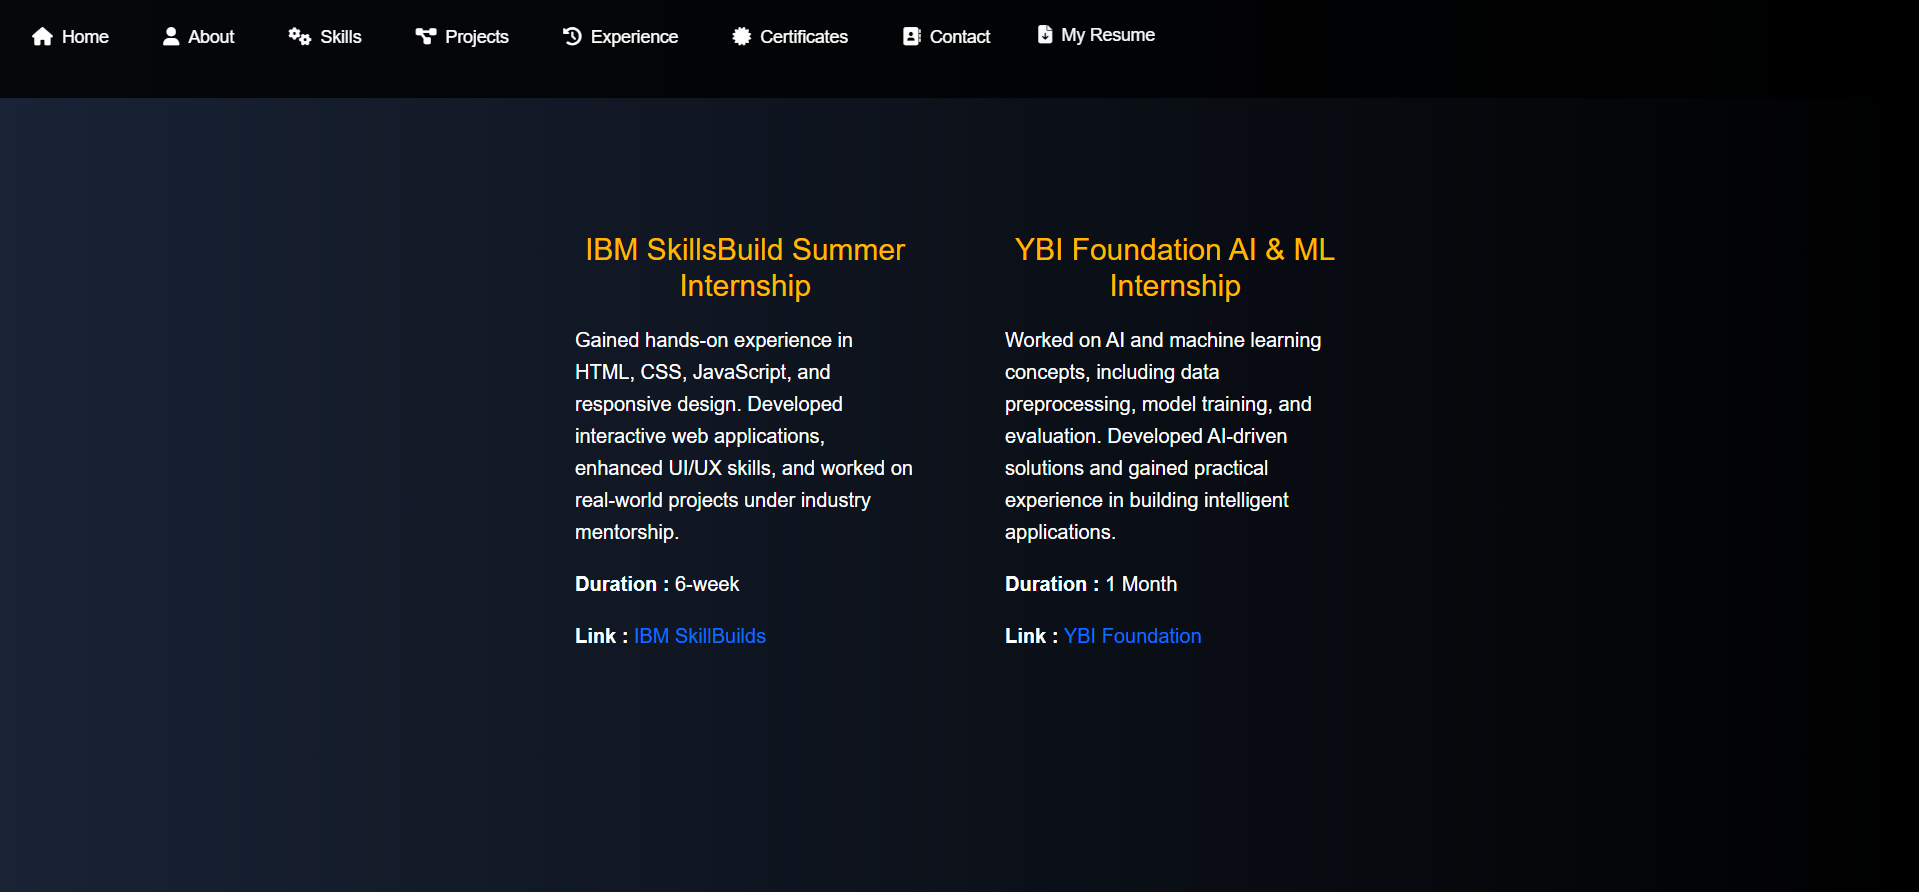 Home About Skills Projects Experience Certificates Contact My Resume
IBM SkillsBuild Summer
Internship
Gained hands-on experience in
HTML, CSS, JavaScript, and
responsive design. Developed
interactive web applications,
enhanced UI/UX skills, and worked on
real-world projects under industry
mentorship.
Duration : 6-week
Link : IBM SkillBuilds
YBI Foundation AI & ML
Internship
Worked on AI and machine learning
concepts, including data
preprocessing, model training, and
evaluation. Developed AI-driven
solutions and gained practical
experience in building intelligent
applications.
Duration : 1 Month
Link : YBI Foundation